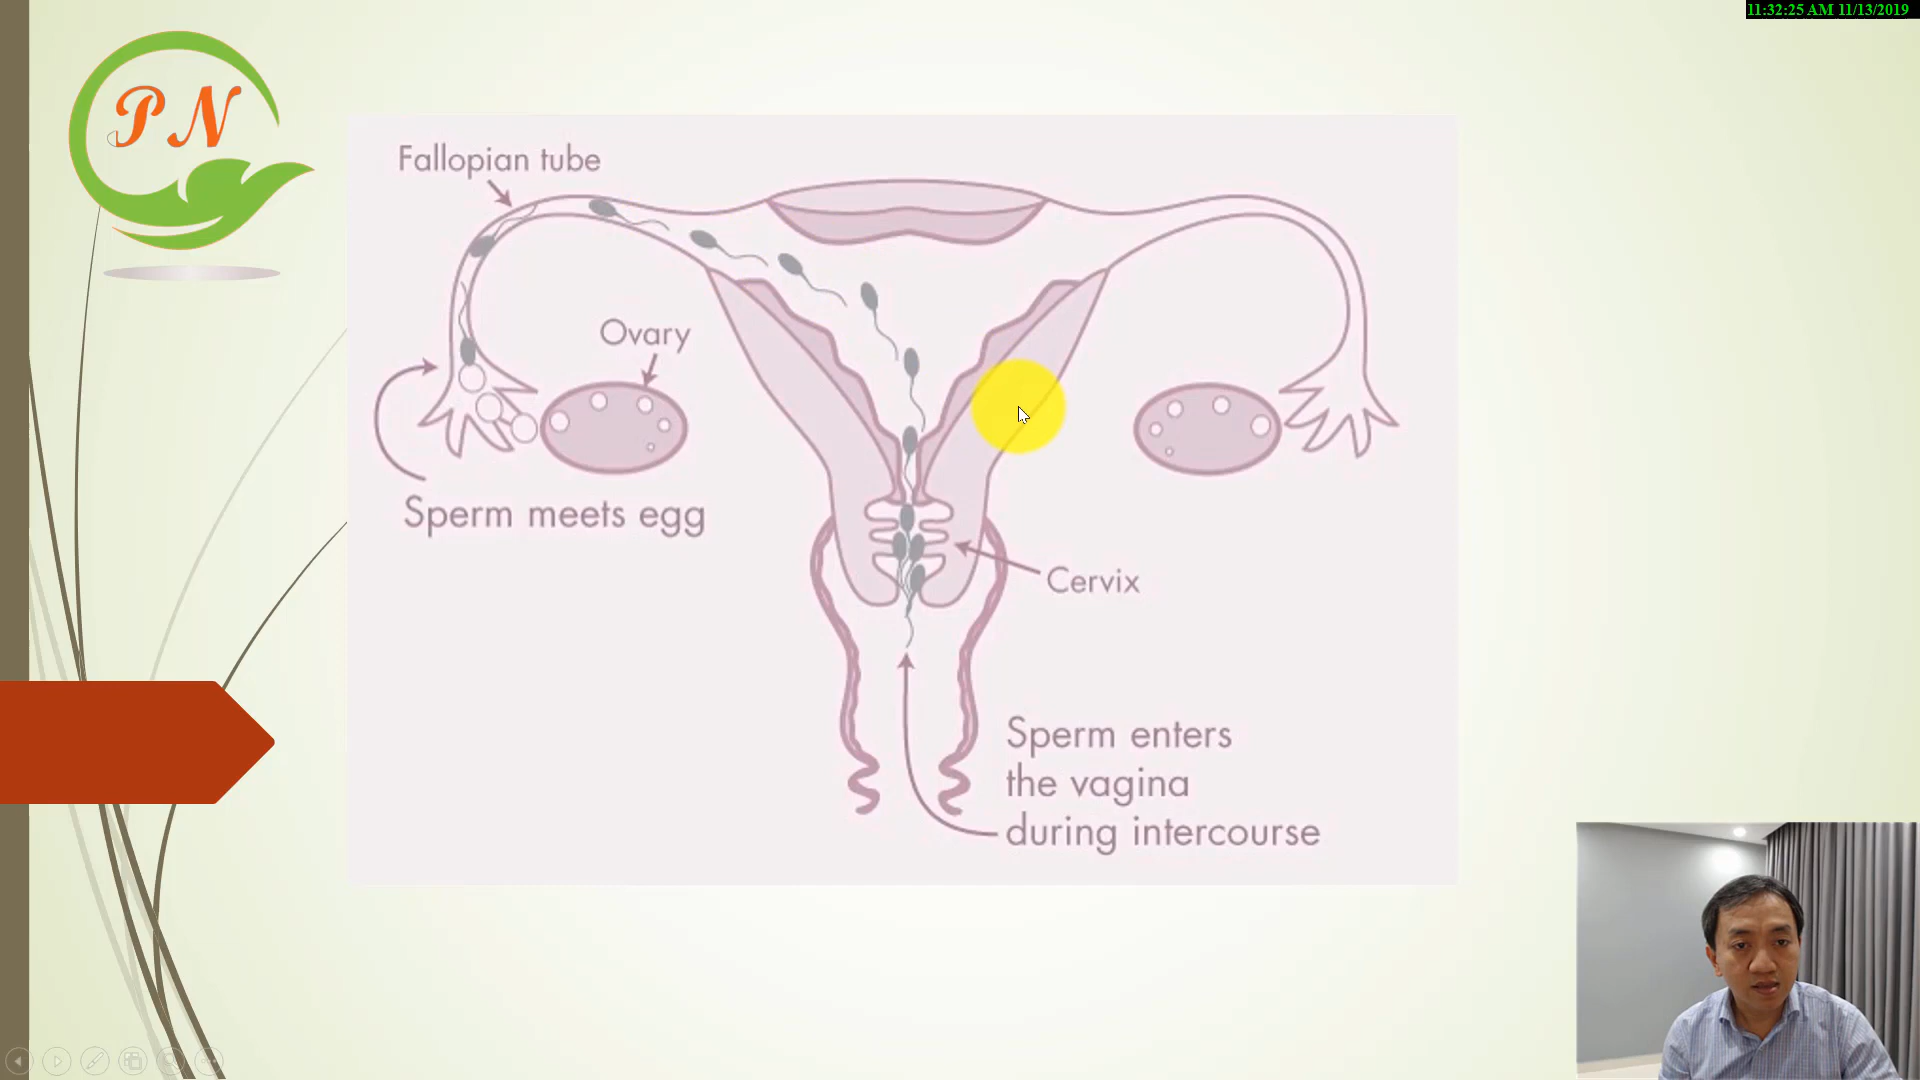 11:32:25 AM 11/13/2019
PN
Fallopian tube
Ovary
Sperm meets egg
Cervix
Sperm enters
the vagina
during intercourse